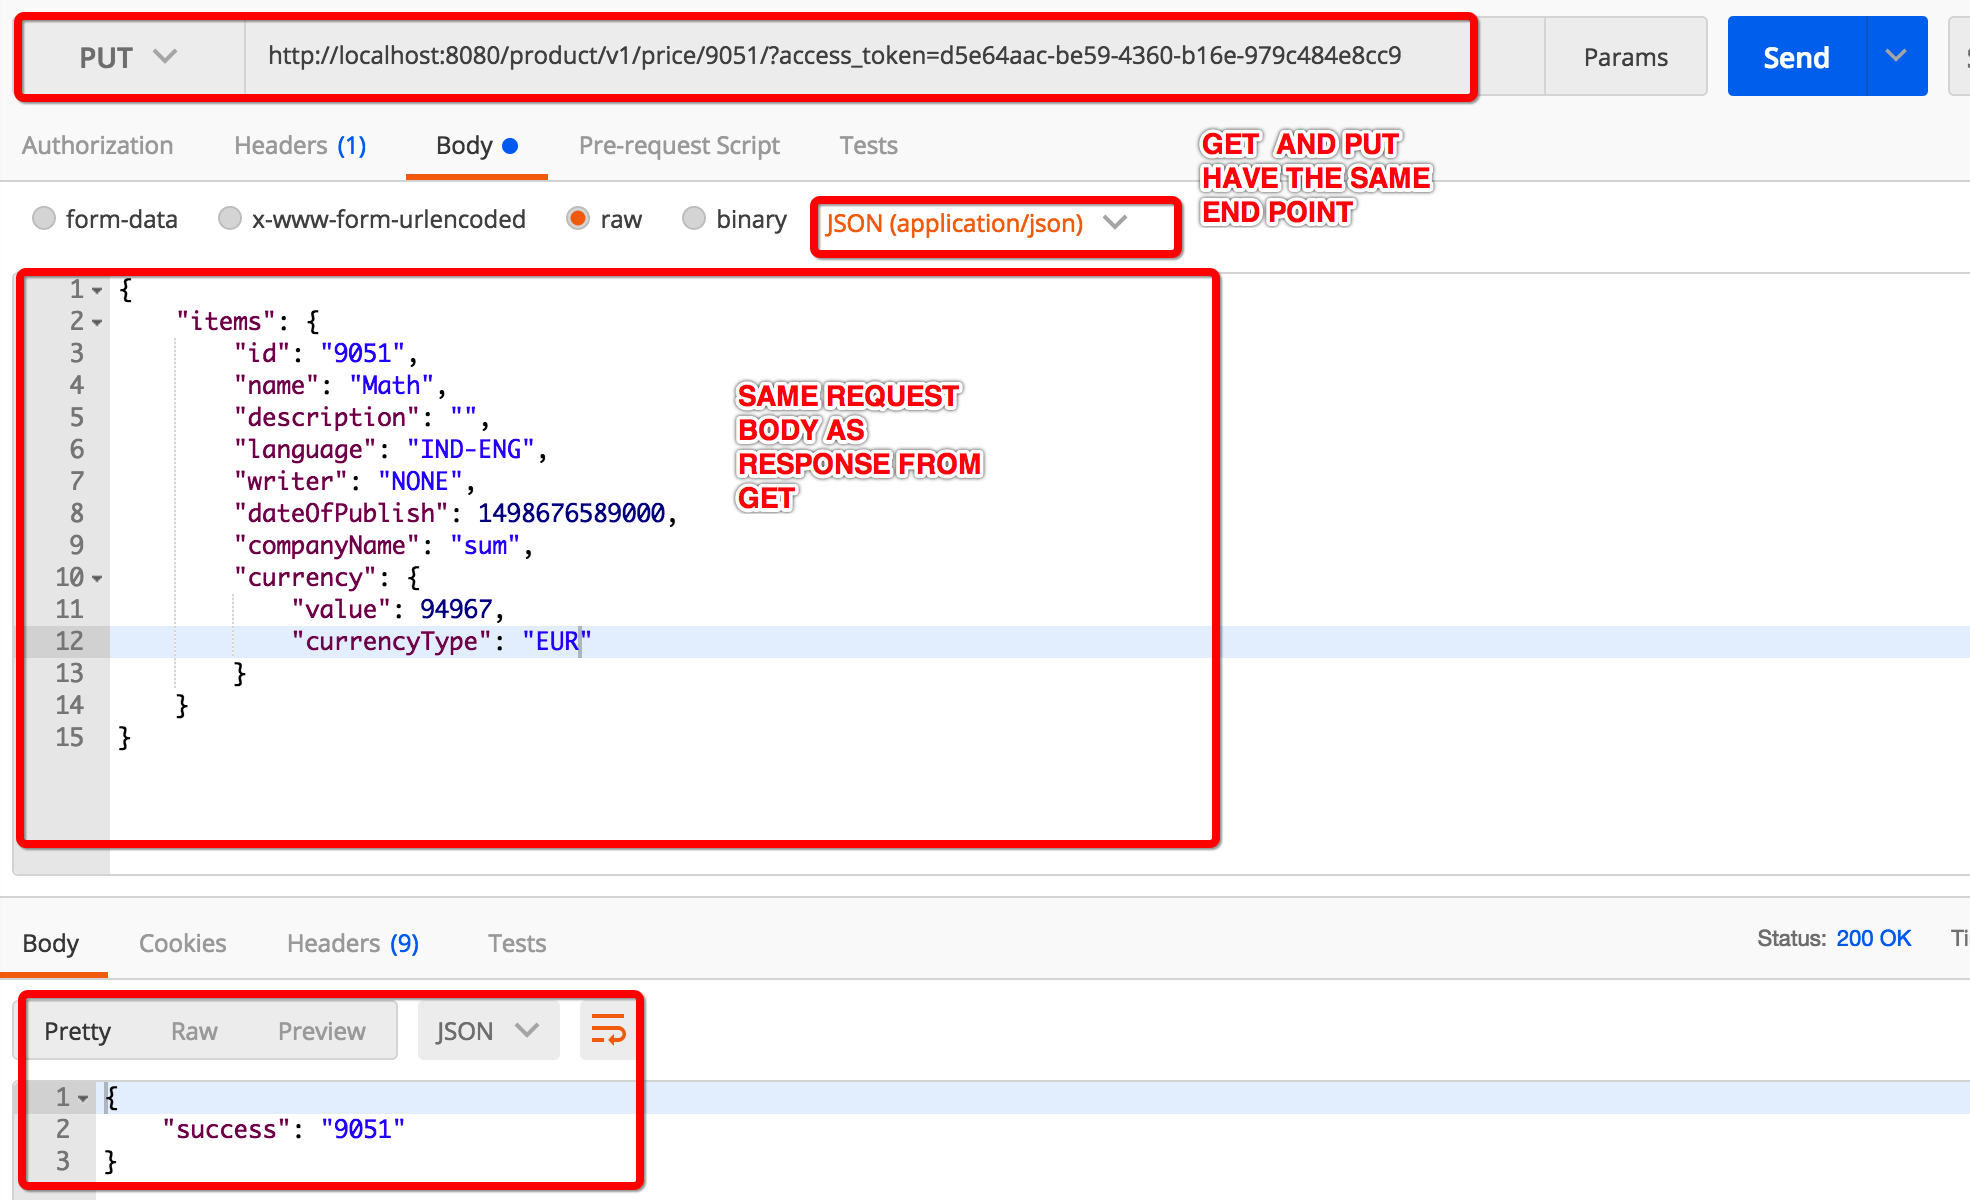 PUT http://localhost:8080/product/v1/price/9051/?access_token=d5e64aac-be59-4360-b16e-979c484e8cc9 Params Send
Authorization Headers (1) Body Pre-request Script Tests
GET AND PUT
HAVE THE SAME
END POINT
form-data x-www-form-urlencoded raw binary JSON (application/json)
1 {
2 "items": {
3 "id": "9051",
4 "name": "Math",
5 "description": "",
6 "language": "IND-ENG",
7 "writer": "NONE",
8 "dateOfPublish": 1498676589000,
9 "companyName": "sum",
10 "currency": {
11 "value": 94967,
12 "currencyType": "EUR"
13 }
14 }
15 }
SAME REQUEST
BODY AS
RESPONSE FROM
GET
Body Cookies Headers (9) Tests Status: 200 OK
Pretty Raw Preview JSON
1 {
2 "success": "9051"
3 }